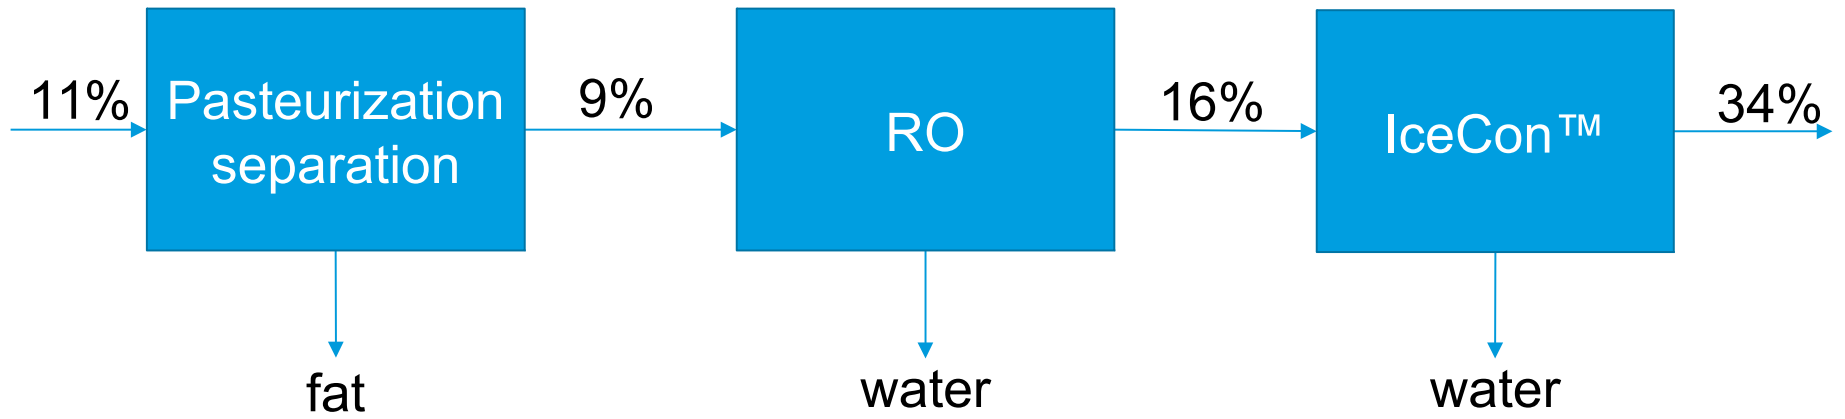 11%
Pasteurization
separation
9%
RO
16%
IceCon™
34%
fat
water
water